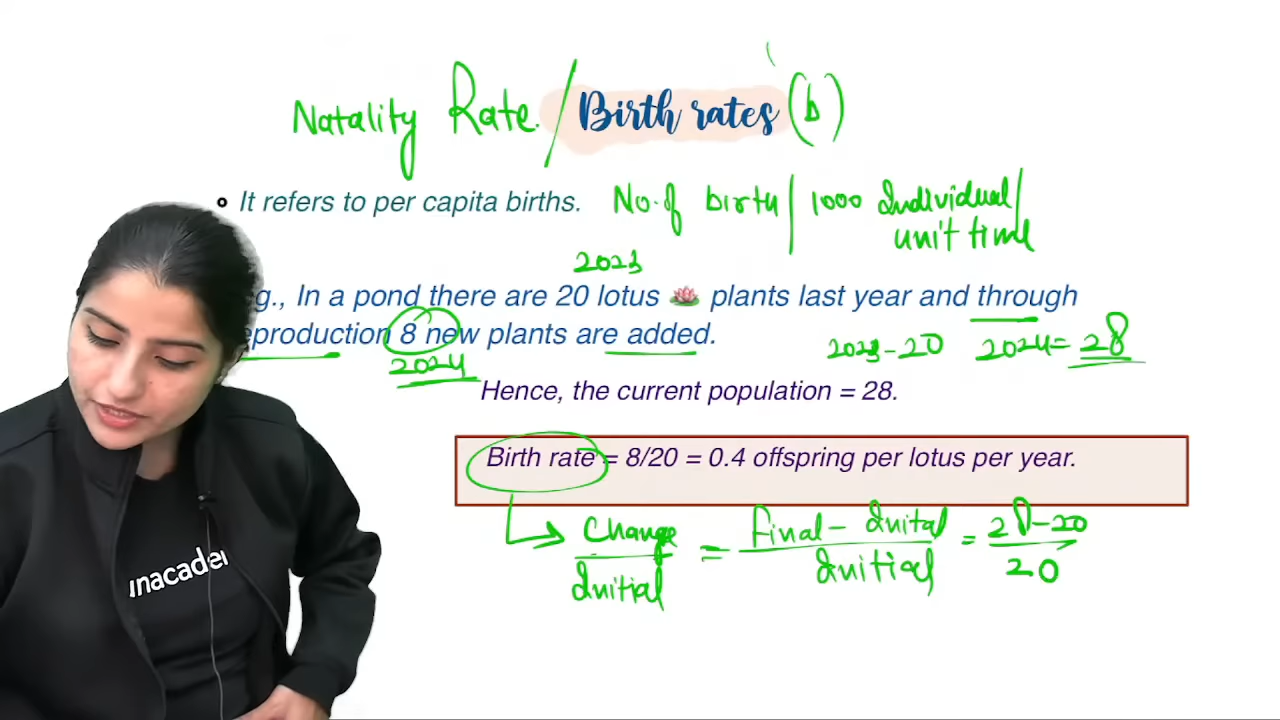 Natality Rate / Birth rates (b)
It refers to per capita births. No. of birth / 1000 Individual /
unit time
2023
g., In a pond there are 20 lotus plants last year and through
eproduction 8 new plants are added.
2024
2023 - 20 2024 = 28
Hence, the current population = 28.
Birth rate = 8/20 = 0.4 offspring per lotus per year.
Change / Initial = Final - Inital / Initial = 28 - 20 / 20
unacader